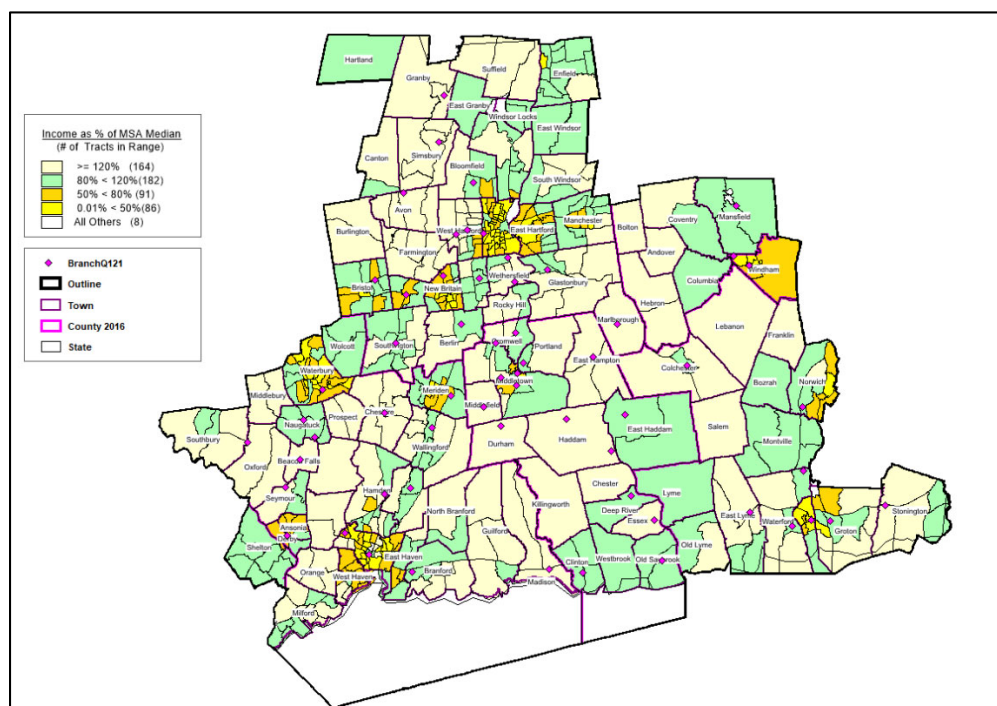 Income as % of MSA Median
(# of Tracts in Range)
>= 120% (164)
80% < 120%(182)
50% < 80% (91)
0.01% < 50%(86)
All Others (8)
BranchQ121
Outline
Town
County 2016
State
Hartland
Suffield
Enfield
Granby
East Granby
Windsor Locks
East Windsor
Canton
Simsbury
Bloomfield
South Windsor
Avon
Manchester
Burlington
West Hartford
East Hartford
Bolton
Coventry
Mansfield
Farmington
Andover
Wethersfield
Windham
Bristol
New Britain
Glastonbury
Columbia
Rocky Hill
Hebron
Lebanon
Marlborough
Franklin
Wolcott
Southington
Berlin
Cromwell
Portland
East Hampton
Colchester
Waterbury
Middletown
Bozrah
Norwich
Middlebury
Meriden
Middlefield
Prospect
Cheshire
Naugatuck
Wallingford
Durham
Haddam
East Haddam
Salem
Montville
Southbury
Oxford
Beacon Falls
Seymour
Hamden
Chester
Lyme
North Branford
Killingworth
Deep River
Essex
East Lyme
Waterford
Groton
Stonington
Ansonia
Derby
Guilford
Shelton
East Haven
Westbrook
Old Saybrook
Old Lyme
Orange
West Haven
Branford
Madison
Clinton
Milford